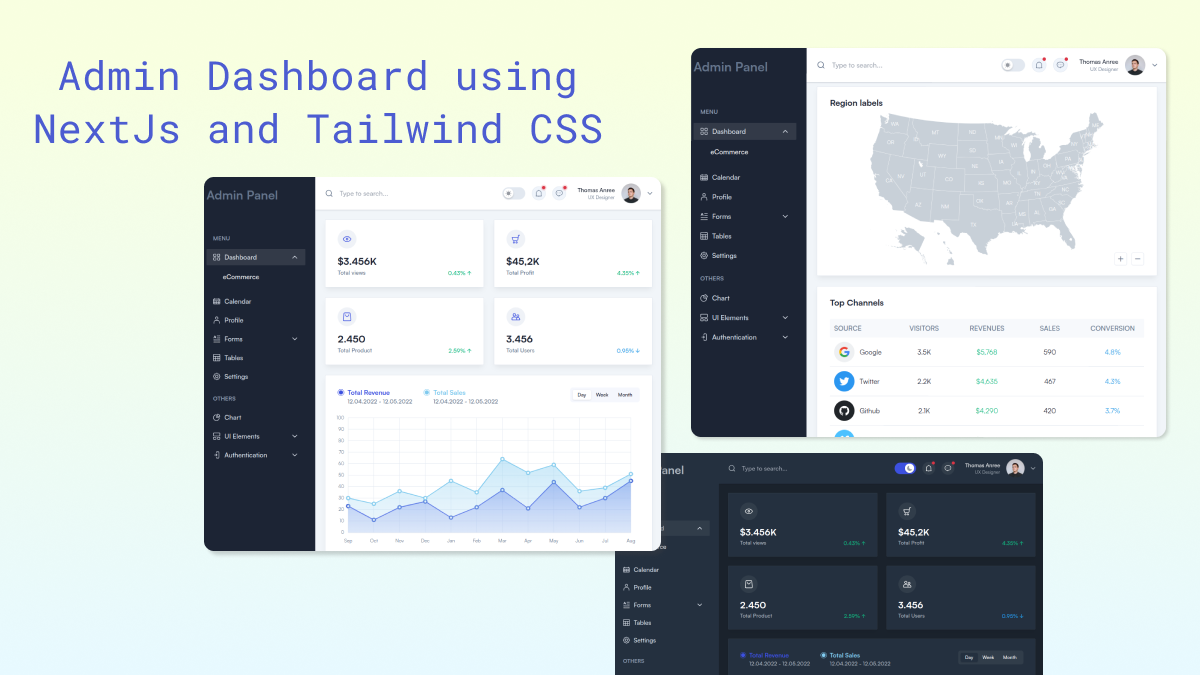 Admin Dashboard using
NextJs and Tailwind CSS
Admin Panel
Type to search...
Thomas Anree
UX Designer
MENU
Dashboard
eCommerce
Calendar
Profile
Forms
Tables
Settings
OTHERS
Chart
UI Elements
Authentication
$3.456K
Total views
0.43%
$45,2K
Total Profit
4.35%
2.450
Total Product
2.59%
3.456
Total Users
0.95%
Total Revenue
12.04.2022 - 12.05.2022
Total Sales
12.04.2022 - 12.05.2022
Day Week Month
100
90
80
70
60
50
40
30
20
10
0
Sep Oct Nov Dec Jan Feb Mar Apr May Jun Jul Aug
Admin Panel
Type to search...
Thomas Anree
UX Designer
MENU
Dashboard
eCommerce
Calendar
Profile
Forms
Tables
Settings
OTHERS
Chart
UI Elements
Authentication
Region labels
+ −
Top Channels
SOURCE VISITORS REVENUES SALES CONVERSION
Google 3.5K $5,768 590 4.8%
Twitter 2.2K $4,635 467 4.3%
Github 2.1K $4,290 420 3.7%
Type to search...
Thomas Anree
UX Designer
Calendar
Profile
Forms
Tables
Settings
OTHERS
$3.456K
Total views
0.43%
$45,2K
Total Profit
4.35%
2.450
Total Product
2.59%
3.456
Total Users
0.95%
Total Revenue
12.04.2022 - 12.05.2022
Total Sales
12.04.2022 - 12.05.2022
Day Week Month